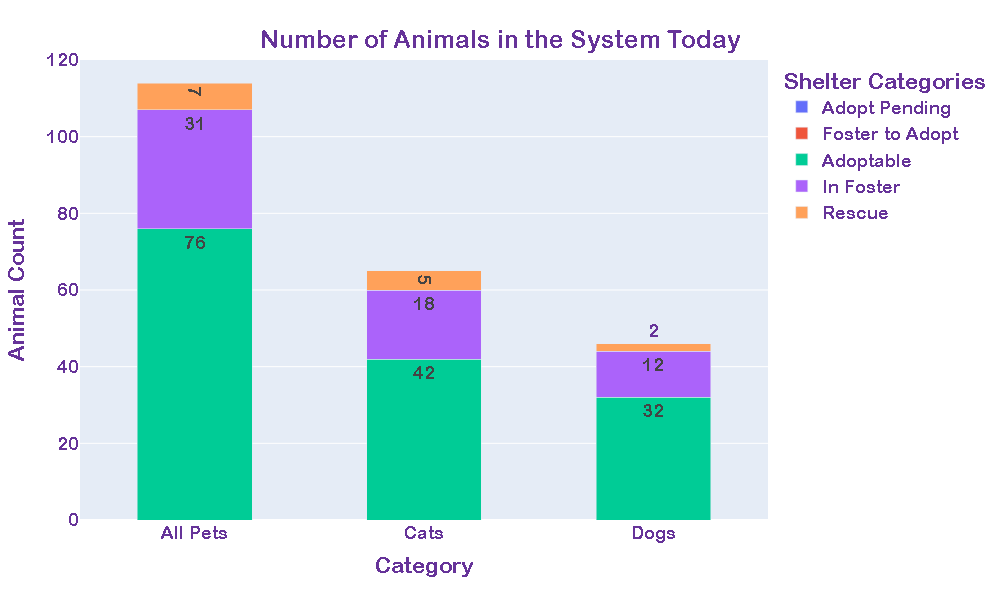 Number of Animals in the System Today
Animal Count
120
100
80
60
40
20
0
7
31
76
5
18
42
2
12
32
All Pets
Cats
Dogs
Category
Shelter Categories
Adopt Pending
Foster to Adopt
Adoptable
In Foster
Rescue